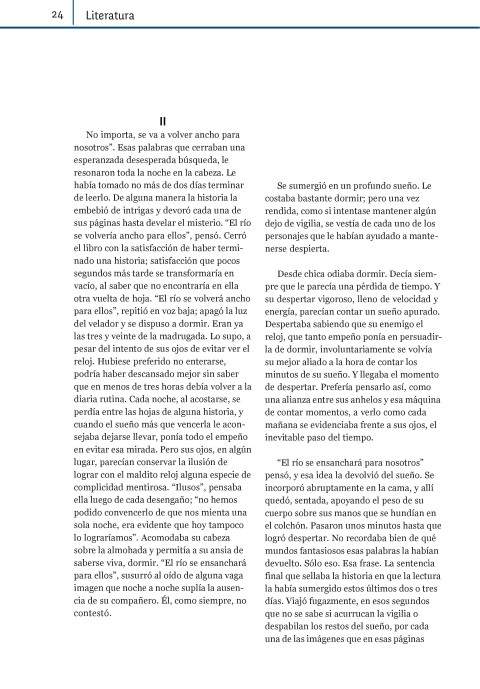 24
Literatura
II
No importa, se va a volver ancho para
nosotros”. Esas palabras que cerraban una
esperanzada desesperada búsqueda, le
resonaron toda la noche en la cabeza. Le
había tomado no más de dos días terminar
de leerlo. De alguna manera la historia la
embebió de intrigas y devoró cada una de
sus páginas hasta develar el misterio. “El río
se volvería ancho para ellos”, pensó. Cerró
el libro con la satisfacción de haber termi-
nado una historia; satisfacción que pocos
segundos más tarde se transformaría en
vacío, al saber que no encontraría en ella
otra vuelta de hoja. “El río se volverá ancho
para ellos”, repitió en voz baja; apagó la luz
del velador y se dispuso a dormir. Eran ya
las tres y veinte de la madrugada. Lo supo, a
pesar del intento de sus ojos de evitar ver el
reloj. Hubiese preferido no enterarse,
podría haber descansado mejor sin saber
que en menos de tres horas debía volver a la
diaria rutina. Cada noche, al acostarse, se
perdía entre las hojas de alguna historia, y
cuando el sueño más que vencerla le acon-
sejaba dejarse llevar, ponía todo el empeño
en evitar esa mirada. Pero sus ojos, en algún
lugar, parecían conservar la ilusión de
lograr con el maldito reloj alguna especie de
complicidad mentirosa. “Ilusos”, pensaba
ella luego de cada desengaño; “no hemos
podido convencerlo de que nos mienta una
sola noche, era evidente que hoy tampoco
lo lograríamos”. Acomodaba su cabeza
sobre la almohada y permitía a su ansia de
saberse viva, dormir. “El río se ensanchará
para ellos”, susurró al oído de alguna vaga
imagen que noche a noche suplía la ausen-
cia de su compañero. Él, como siempre, no
contestó.
Se sumergió en un profundo sueño. Le
costaba bastante dormir; pero una vez
rendida, como si intentase mantener algún
dejo de vigilia, se vestía de cada uno de los
personajes que le habían ayudado a mante-
nerse despierta.
Desde chica odiaba dormir. Decía siem-
pre que le parecía una pérdida de tiempo. Y
su despertar vigoroso, lleno de velocidad y
energía, parecían contar un sueño apurado.
Despertaba sabiendo que su enemigo el
reloj, que tanto empeño ponía en persuadir-
la de dormir, involuntariamente se volvía
su mejor aliado a la hora de contar los
minutos de su sueño. Y llegaba el momento
de despertar. Prefería pensarlo así, como
una alianza entre sus anhelos y esa máquina
de contar momentos, a verlo como cada
mañana se evidenciaba frente a sus ojos, el
inevitable paso del tiempo.
“El río se ensanchará para nosotros”
pensó, y esa idea la devolvió del sueño. Se
incorporó abruptamente en la cama, y allí
quedó, sentada, apoyando el peso de su
cuerpo sobre sus manos que se hundían en
el colchón. Pasaron unos minutos hasta que
logró despertar. No recordaba bien de qué
mundos fantasiosos esas palabras la habían
devuelto. Sólo eso. Esa frase. La sentencia
final que sellaba la historia en que la lectura
la había sumergido estos últimos dos o tres
días. Viajó fugazmente, en esos segundos
que no se sabe si acurrucan la vigilia o
despabilan los restos del sueño, por cada
una de las imágenes que en esas páginas